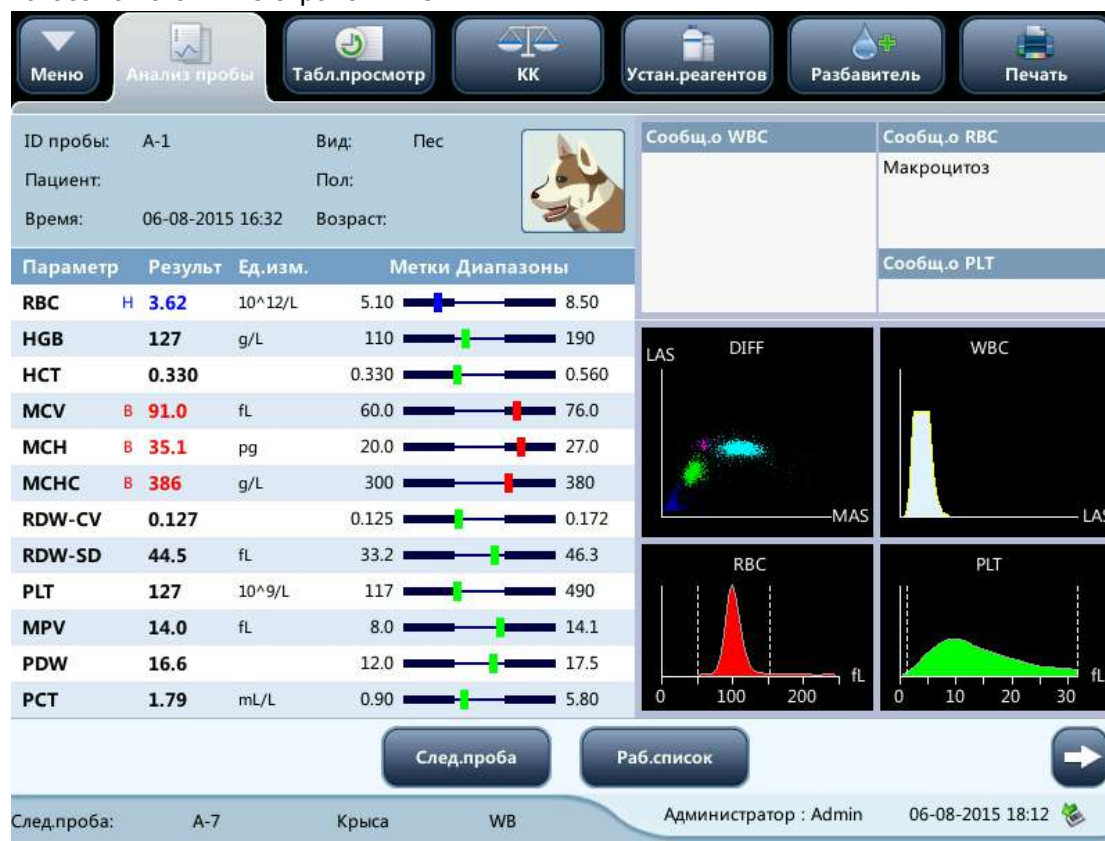 Меню
Анализ пробы
Табл.просмотр
КК
Устан.реагентов
Разбавитель
Печать
ID пробы: A-1 Вид: Пес
Пациент: Пол:
Время: 06-08-2015 16:32 Возраст:
Сообщ.о WBC
Сообщ.о RBC
Макроцитоз
Сообщ.о PLT
Параметр Результ Ед.изм. Метки Диапазоны
RBC Н 3.62 10^12/L 5.10 8.50
HGB 127 g/L 110 190
HCT 0.330 0.330 0.560
MCV В 91.0 fL 60.0 76.0
MCH В 35.1 pg 20.0 27.0
MCHC В 386 g/L 300 380
RDW-CV 0.127 0.125 0.172
RDW-SD 44.5 fL 33.2 46.3
PLT 127 10^9/L 117 490
MPV 14.0 fL 8.0 14.1
PDW 16.6 12.0 17.5
PCT 1.79 mL/L 0.90 5.80
LAS DIFF
MAS
WBC
LAS
RBC
fL
0 100 200
PLT
fL
0 10 20 30
След.проба
Раб.список
След.проба: A-7 Крыса WB
Администратор : Admin 06-08-2015 18:12